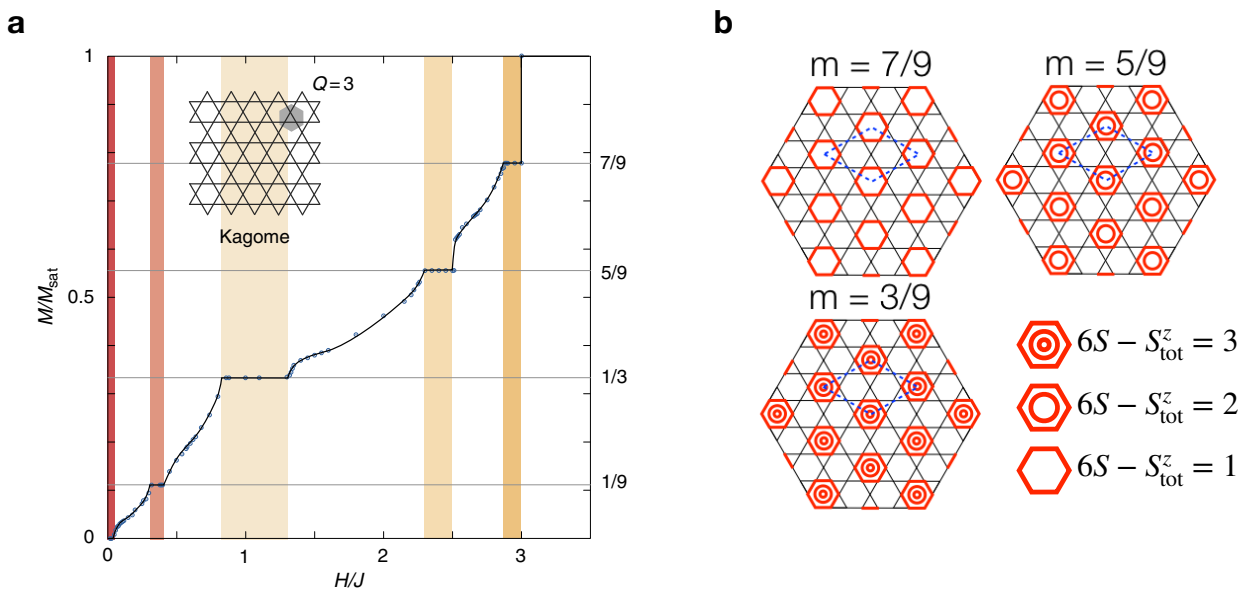 a
b
1
0.5
0
M/M_sat
7/9
5/9
1/3
1/9
Q = 3
Kagome
0
1
2
3
H/J
m = 7/9
m = 5/9
m = 3/9
6S − S^z_tot = 3
6S − S^z_tot = 2
6S − S^z_tot = 1